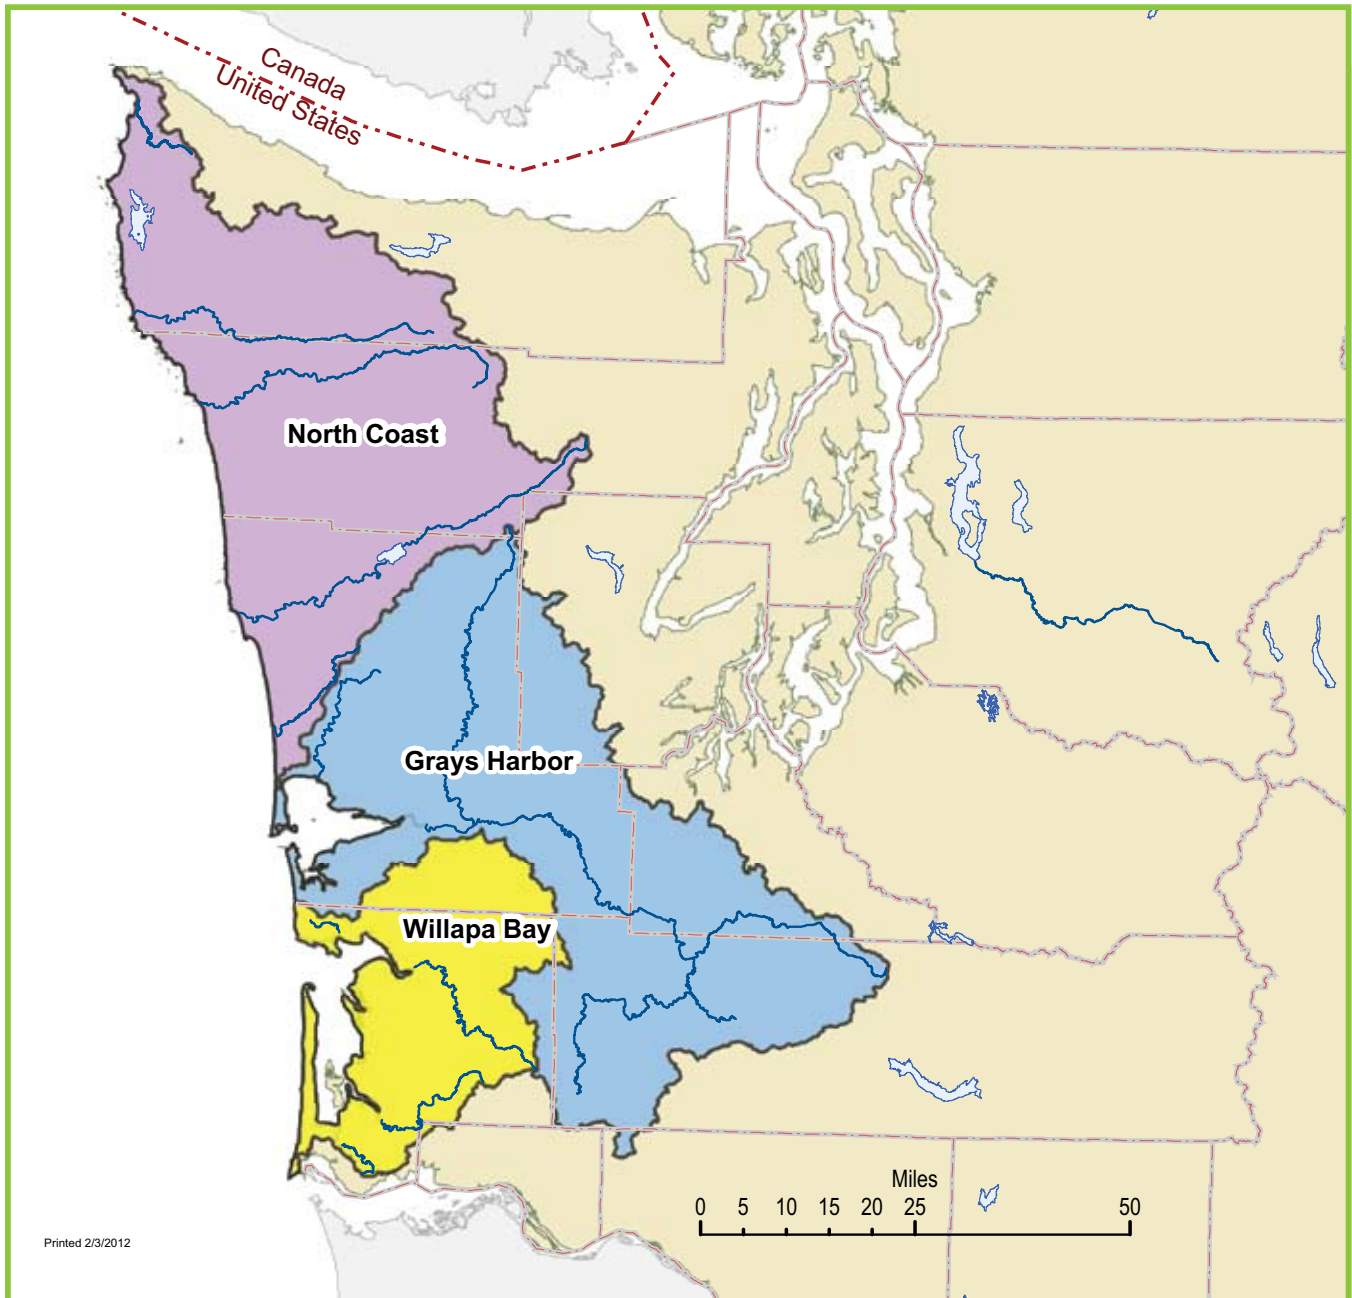 Canada
United States
North Coast
Grays Harbor
Willapa Bay
Miles
0 5 10 15 20 25 50
Printed 2/3/2012